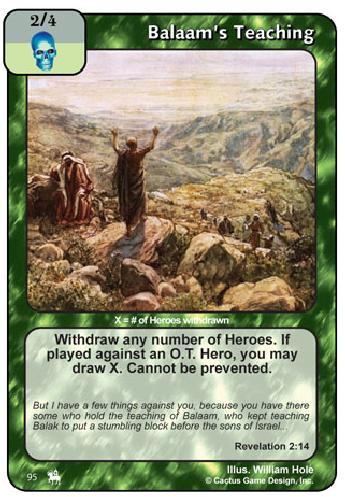 2/4
Balaam's Teaching
X = # of Heroes withdrawn
Withdraw any number of Heroes. If
played against an O.T. Hero, you may
draw X. Cannot be prevented.
But I have a few things against you, because you have there
some who hold the teaching of Balaam, who kept teaching
Balak to put a stumbling block before the sons of Israel...
Revelation 2:14
Illus. William Hole
95
© Cactus Game Design, Inc.